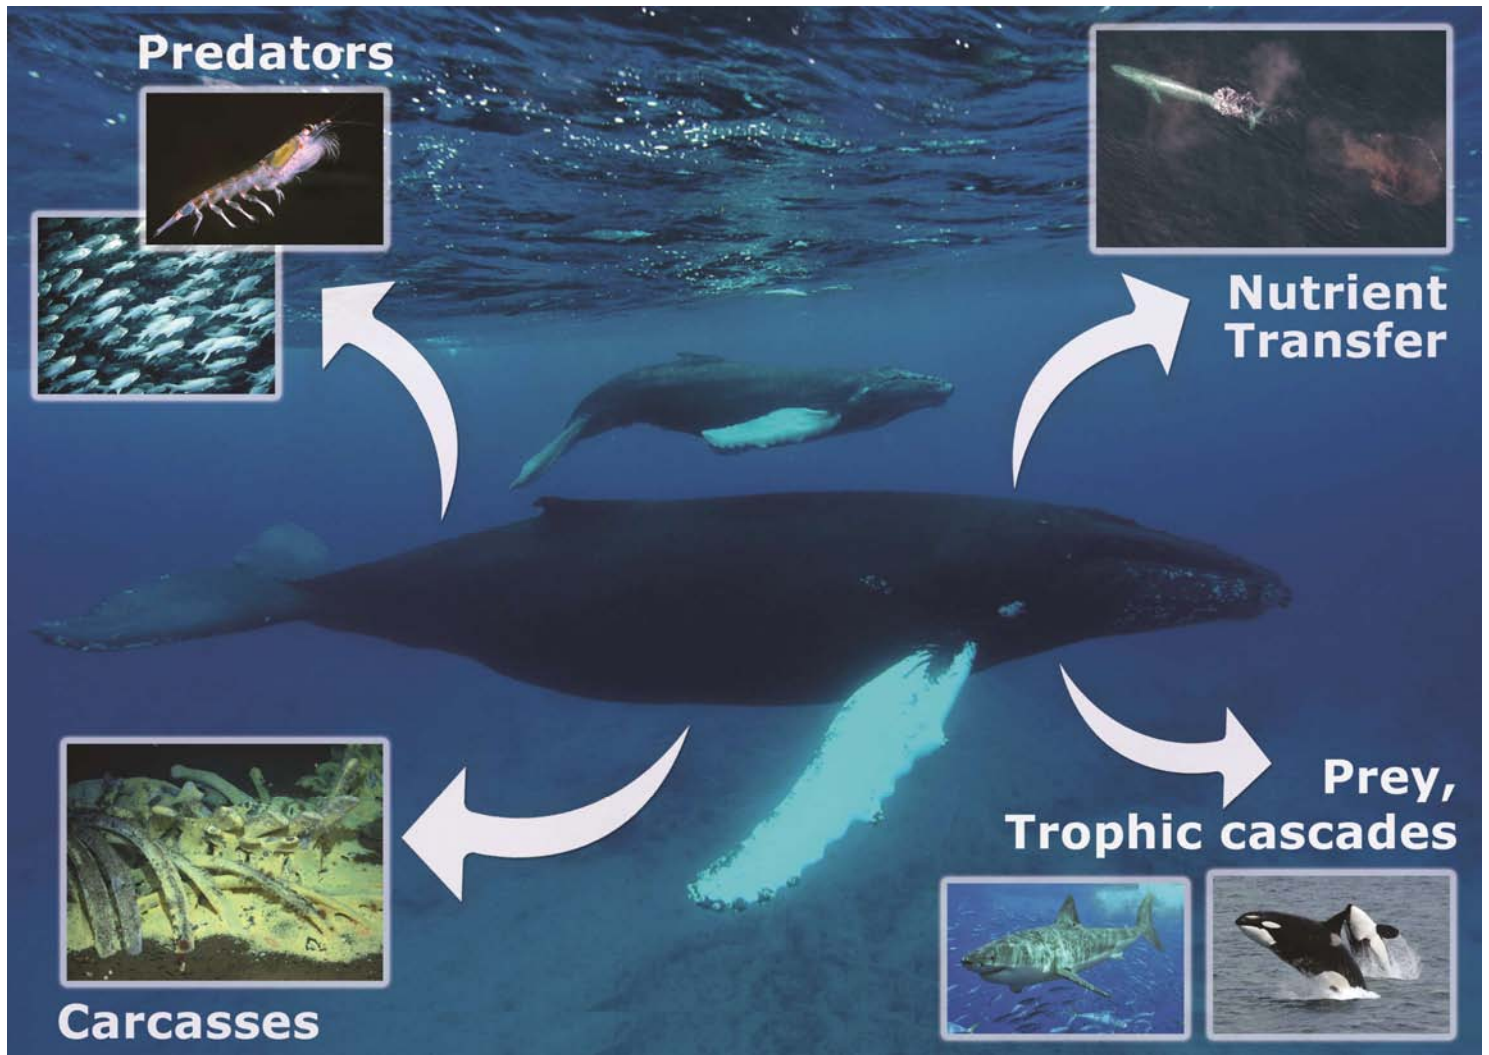 Predators
Nutrient
Transfer
Prey,
Trophic cascades
Carcasses